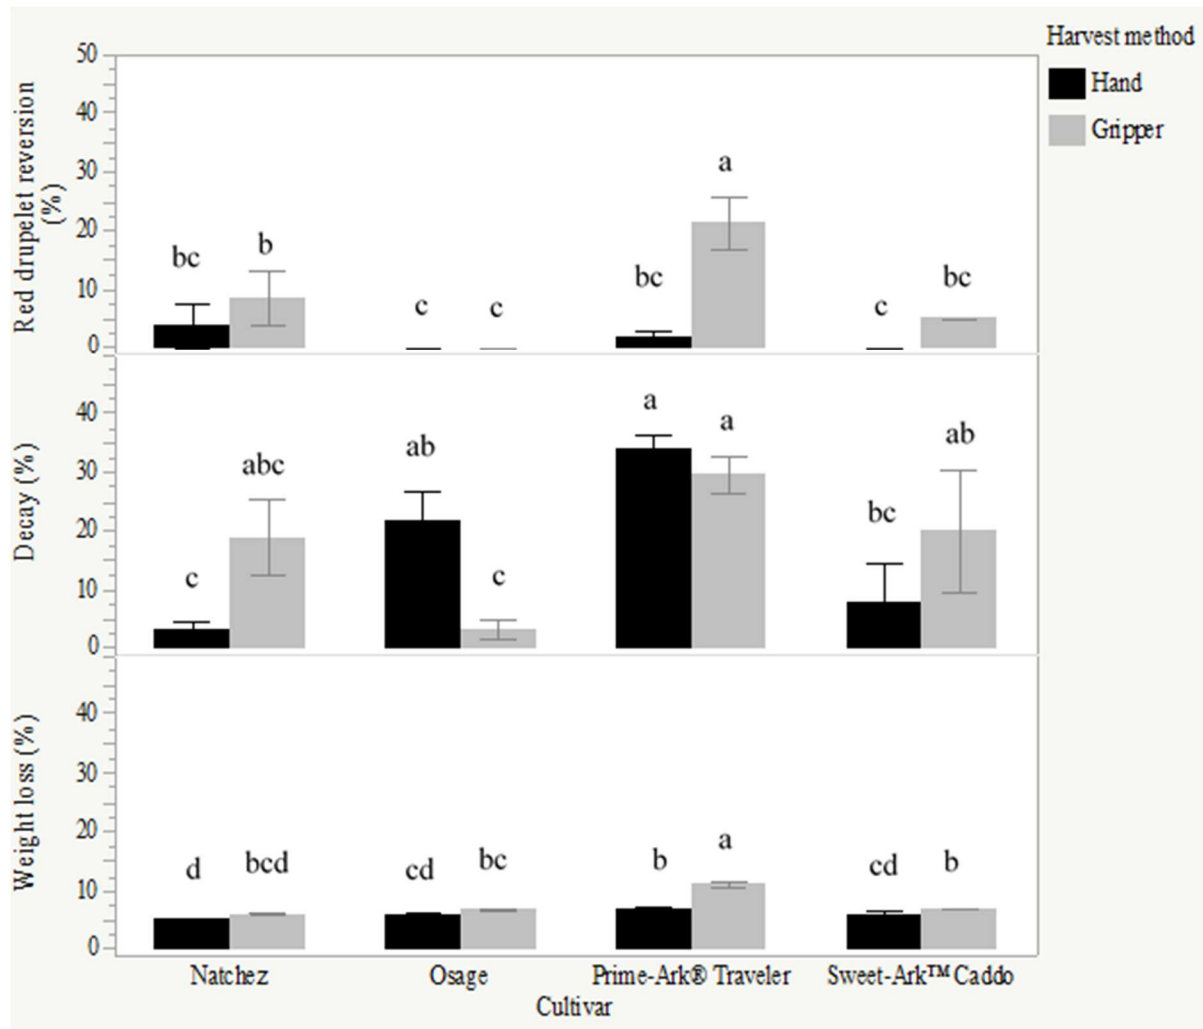 Harvest method
Hand
Gripper
Red drupelet reversion
(%)
50
40
30
20
10
0
bc
b
c
c
bc
a
c
bc
Decay (%)
40
30
20
10
0
c
abc
ab
c
a
a
bc
ab
Weight loss (%)
40
30
20
10
0
d
bcd
cd
bc
b
a
cd
b
Natchez
Osage
Prime-Ark® Traveler
Sweet-Ark™ Caddo
Cultivar